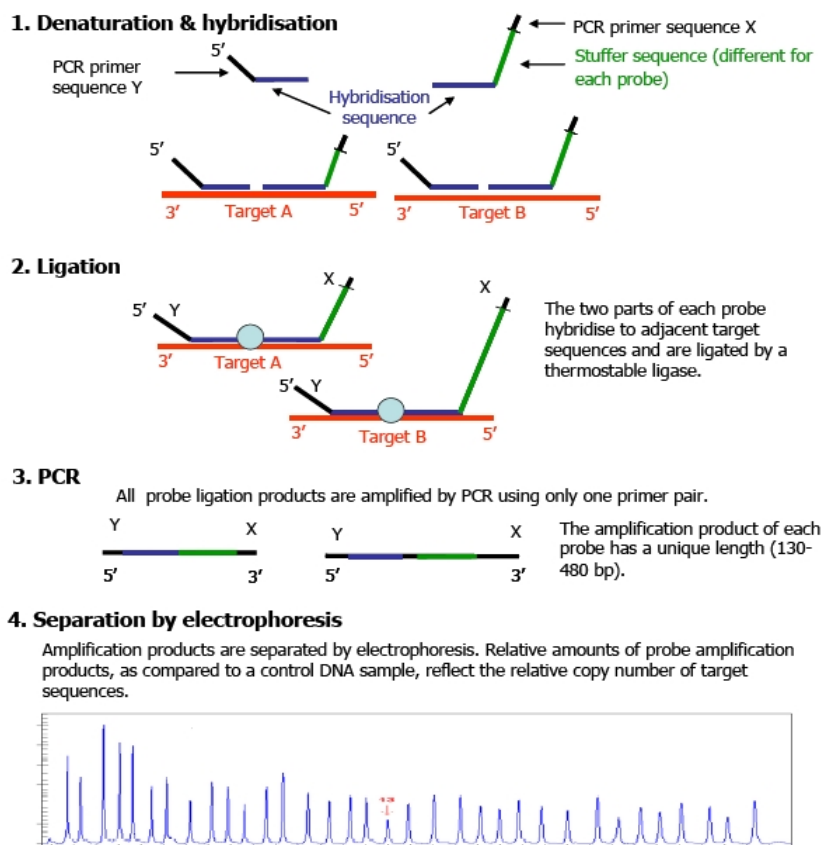 1. Denaturation & hybridisation
PCR primer sequence X
5′
PCR primer
sequence Y
Stuffer sequence (different for
each probe)
Hybridisation
sequence
5′
5′
3′
Target A
5′
3′
Target B
5′
2. Ligation
X
X
5′
Y
The two parts of each probe
hybridise to adjacent target
sequences and are ligated by a
thermostable ligase.
3′
Target A
5′
5′
Y
3′
Target B
5′
3. PCR
All probe ligation products are amplified by PCR using only one primer pair.
Y
X
Y
X
The amplification product of each
probe has a unique length (130-
480 bp).
5′
3′
5′
3′
4. Separation by electrophoresis
Amplification products are separated by electrophoresis. Relative amounts of probe amplification
products, as compared to a control DNA sample, reflect the relative copy number of target
sequences.